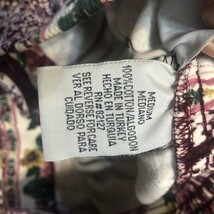 MEDIUM
MEDIANO
100% COTTON/ALGODON
MADE IN TURKEY
HECHO EN TURQUIA
SEE REVERSE FOR CARE
VER AL DORSO PARA
CUIDADO
RN# 82127